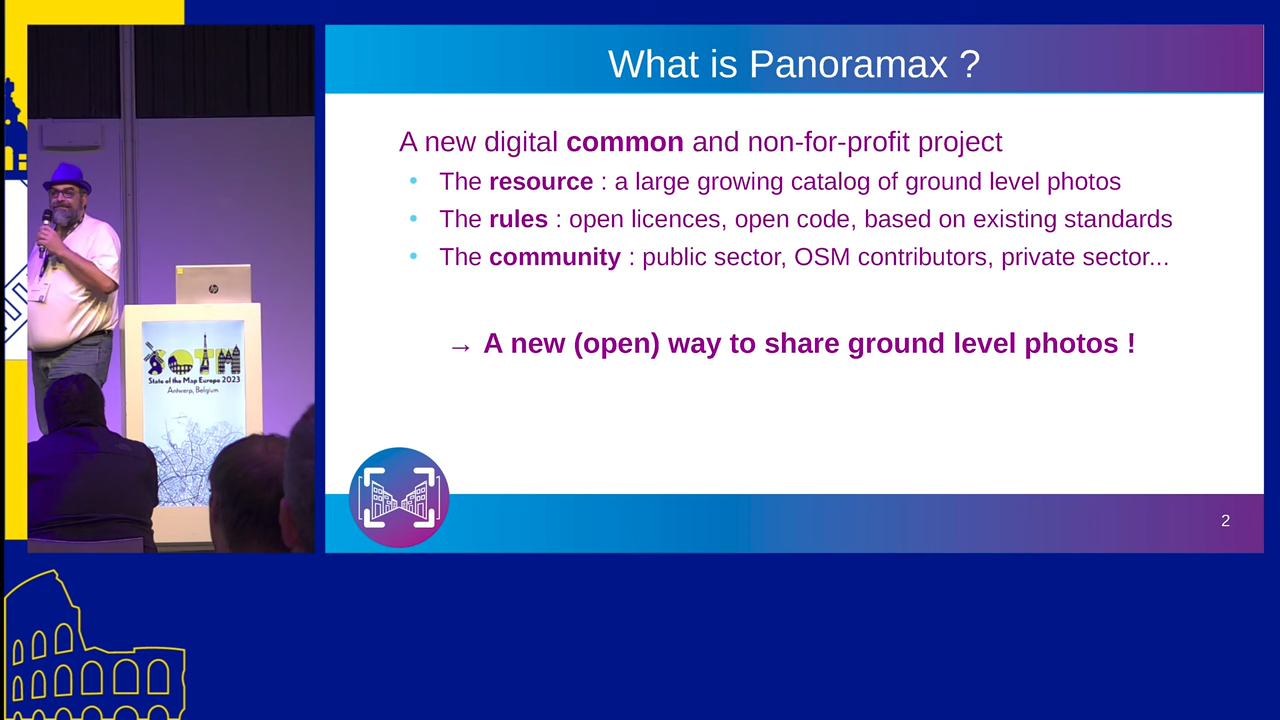 What is Panoramax ?
A new digital common and non-for-profit project
• The resource : a large growing catalog of ground level photos
• The rules : open licences, open code, based on existing standards
• The community : public sector, OSM contributors, private sector...
→ A new (open) way to share ground level photos !
2
hp
SOTM
State of the Map Europe 2023
Antwerp, Belgium